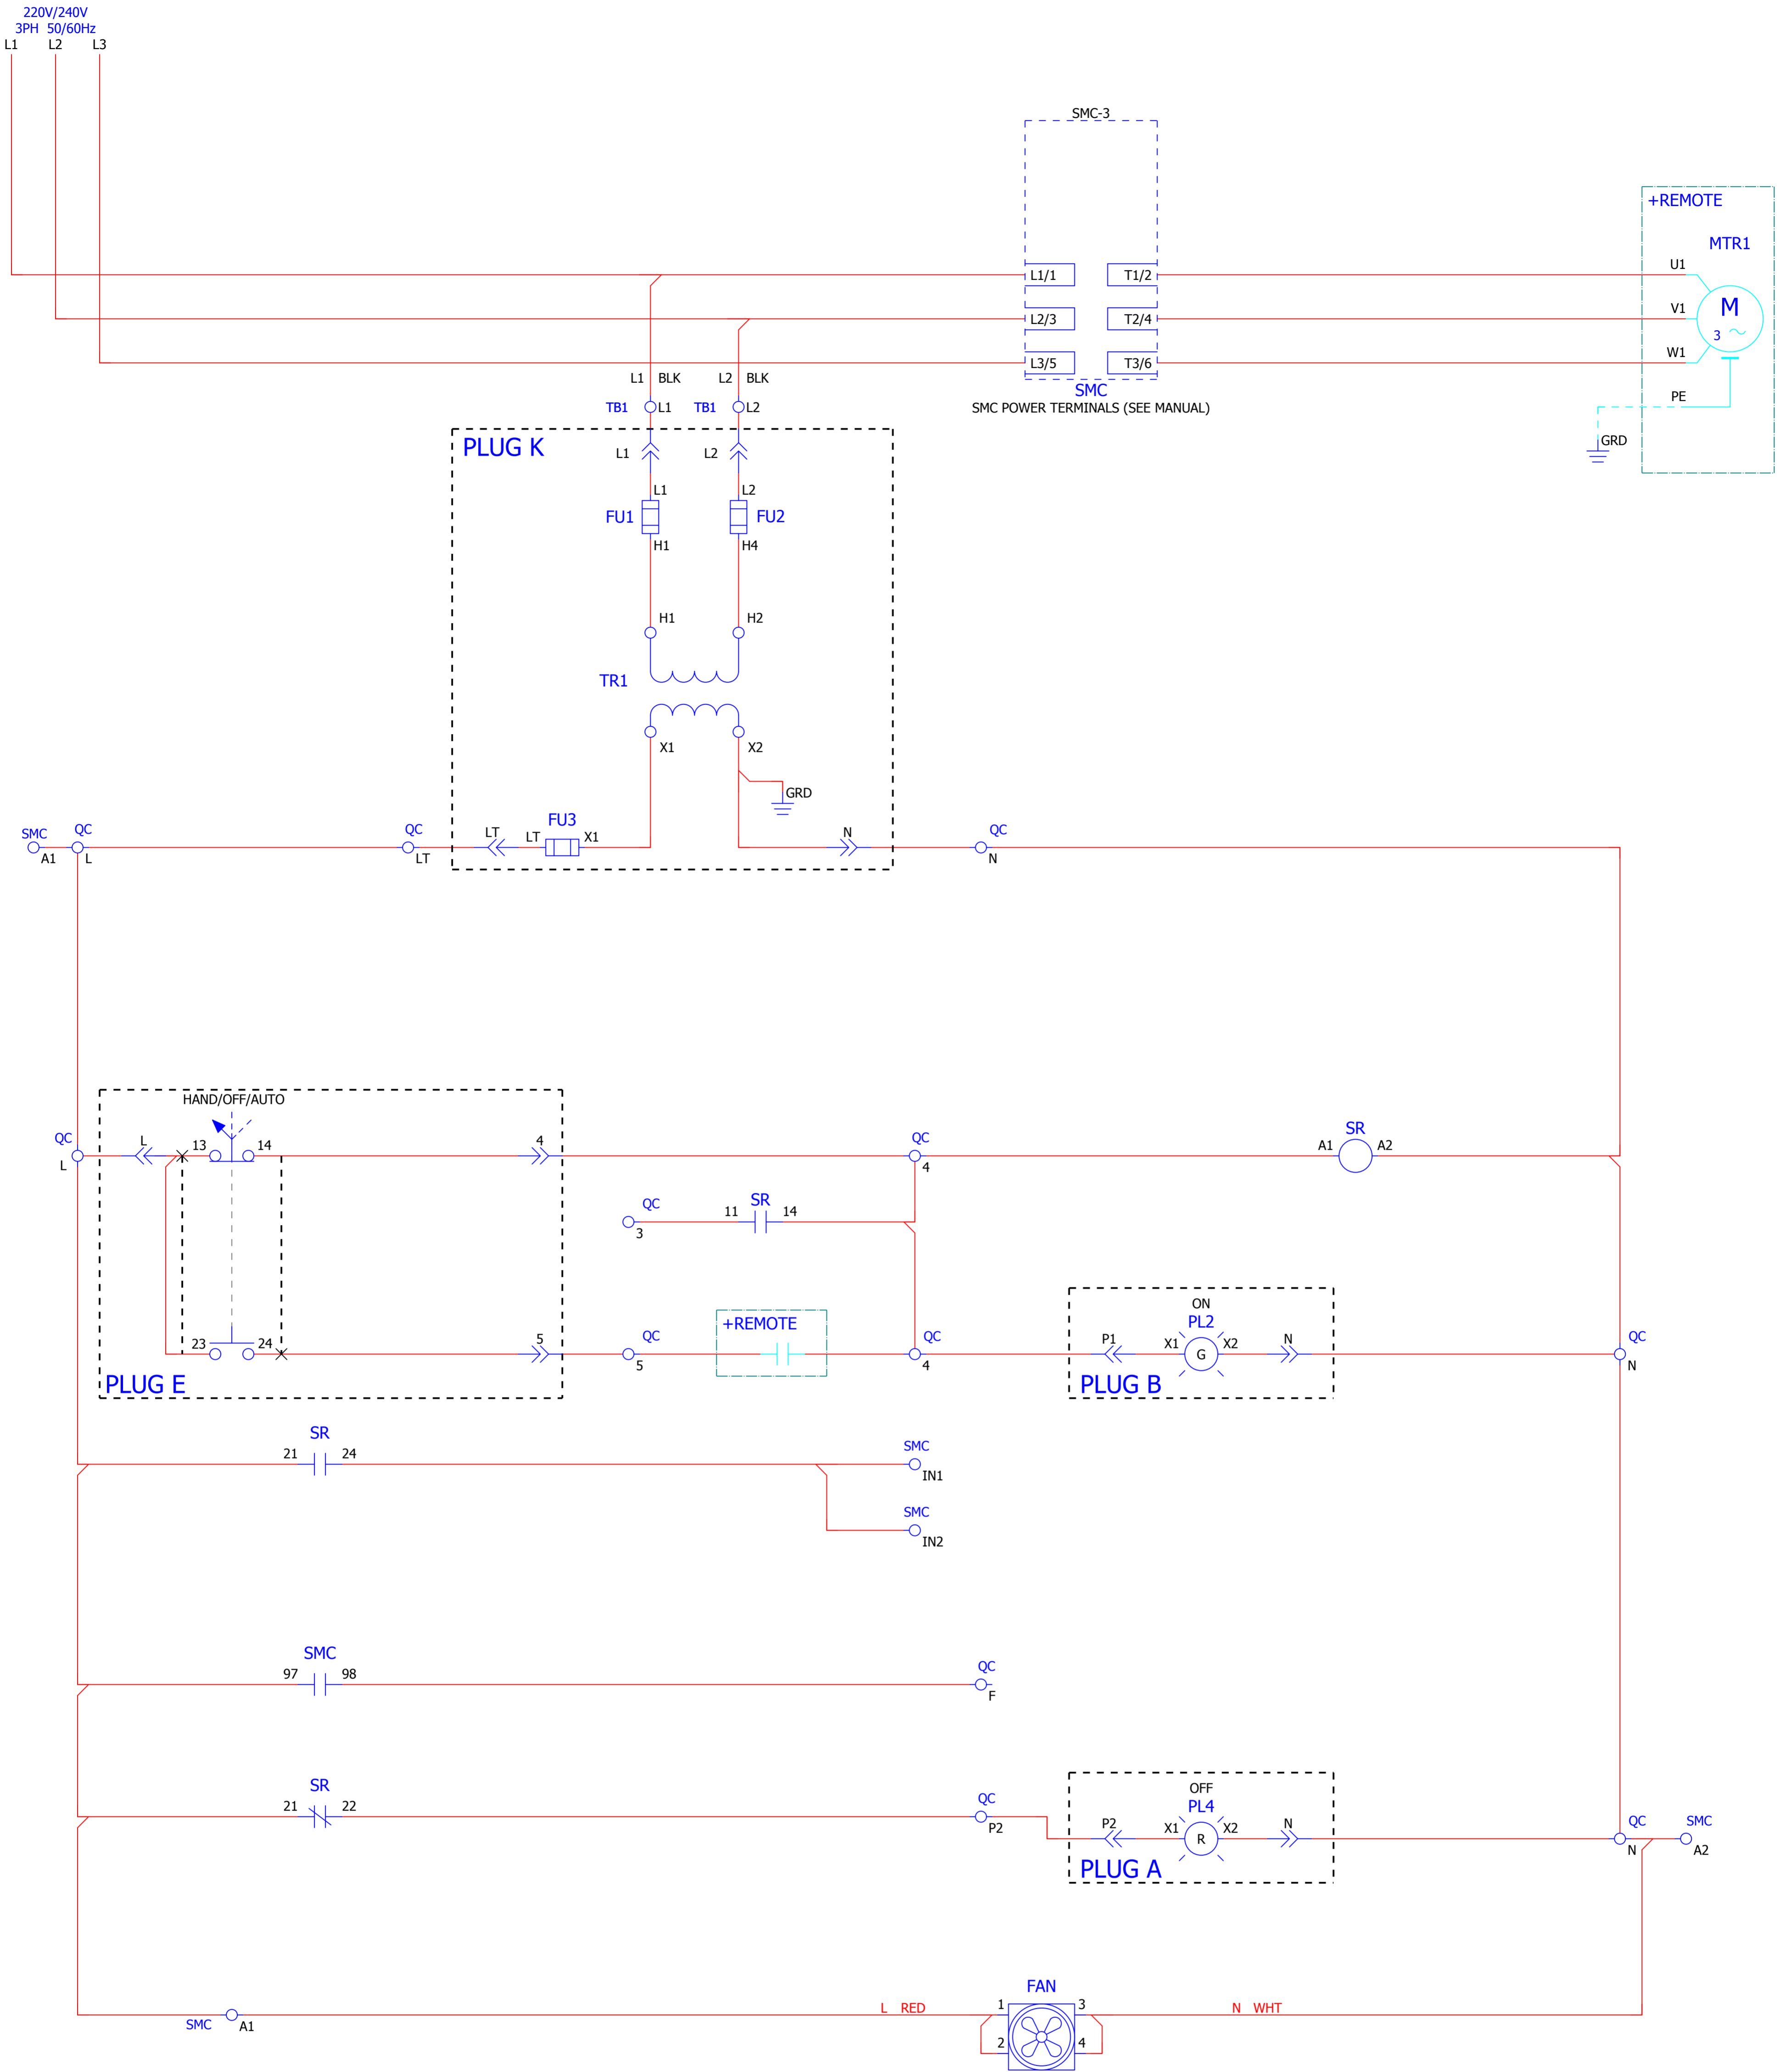 220V/240V
3PH 50/60Hz
L1 L2 L3
SMC-3
+REMOTE
MTR1
L1/1 T1/2 U1
L2/3 T2/4 V1 M
3
L3/5 T3/6 W1
SMC
SMC POWER TERMINALS (SEE MANUAL)
PE
GRD
L1 BLK L2 BLK
TB1 L1 TB1 L2
PLUG K
L1 L2
L1 L2
FU1 FU2
H1 H4
H1 H2
TR1
X1 X2
GRD
SMC QC QC LT LT FU3 X1 N QC
A1 L LT N
HAND/OFF/AUTO
QC L 13 14 4 QC SR
L 4 A1 A2
QC 11 SR 14
3
23 24 5 QC +REMOTE
5 4
ON
PL2
P1 X1 G X2 N QC
N
PLUG E
PLUG B
SR
21 24 SMC
IN1
SMC
IN2
SMC
97 98 QC
F
SR
21 22 QC
P2
OFF
PL4
P2 X1 R X2 N QC SMC
N A2
PLUG A
FAN
L RED 1 3 N WHT
SMC A1
2 4